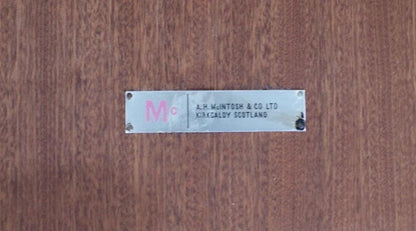 Mc
A.H. McINTOSH & CO LTD
KIRKCALDY SCOTLAND